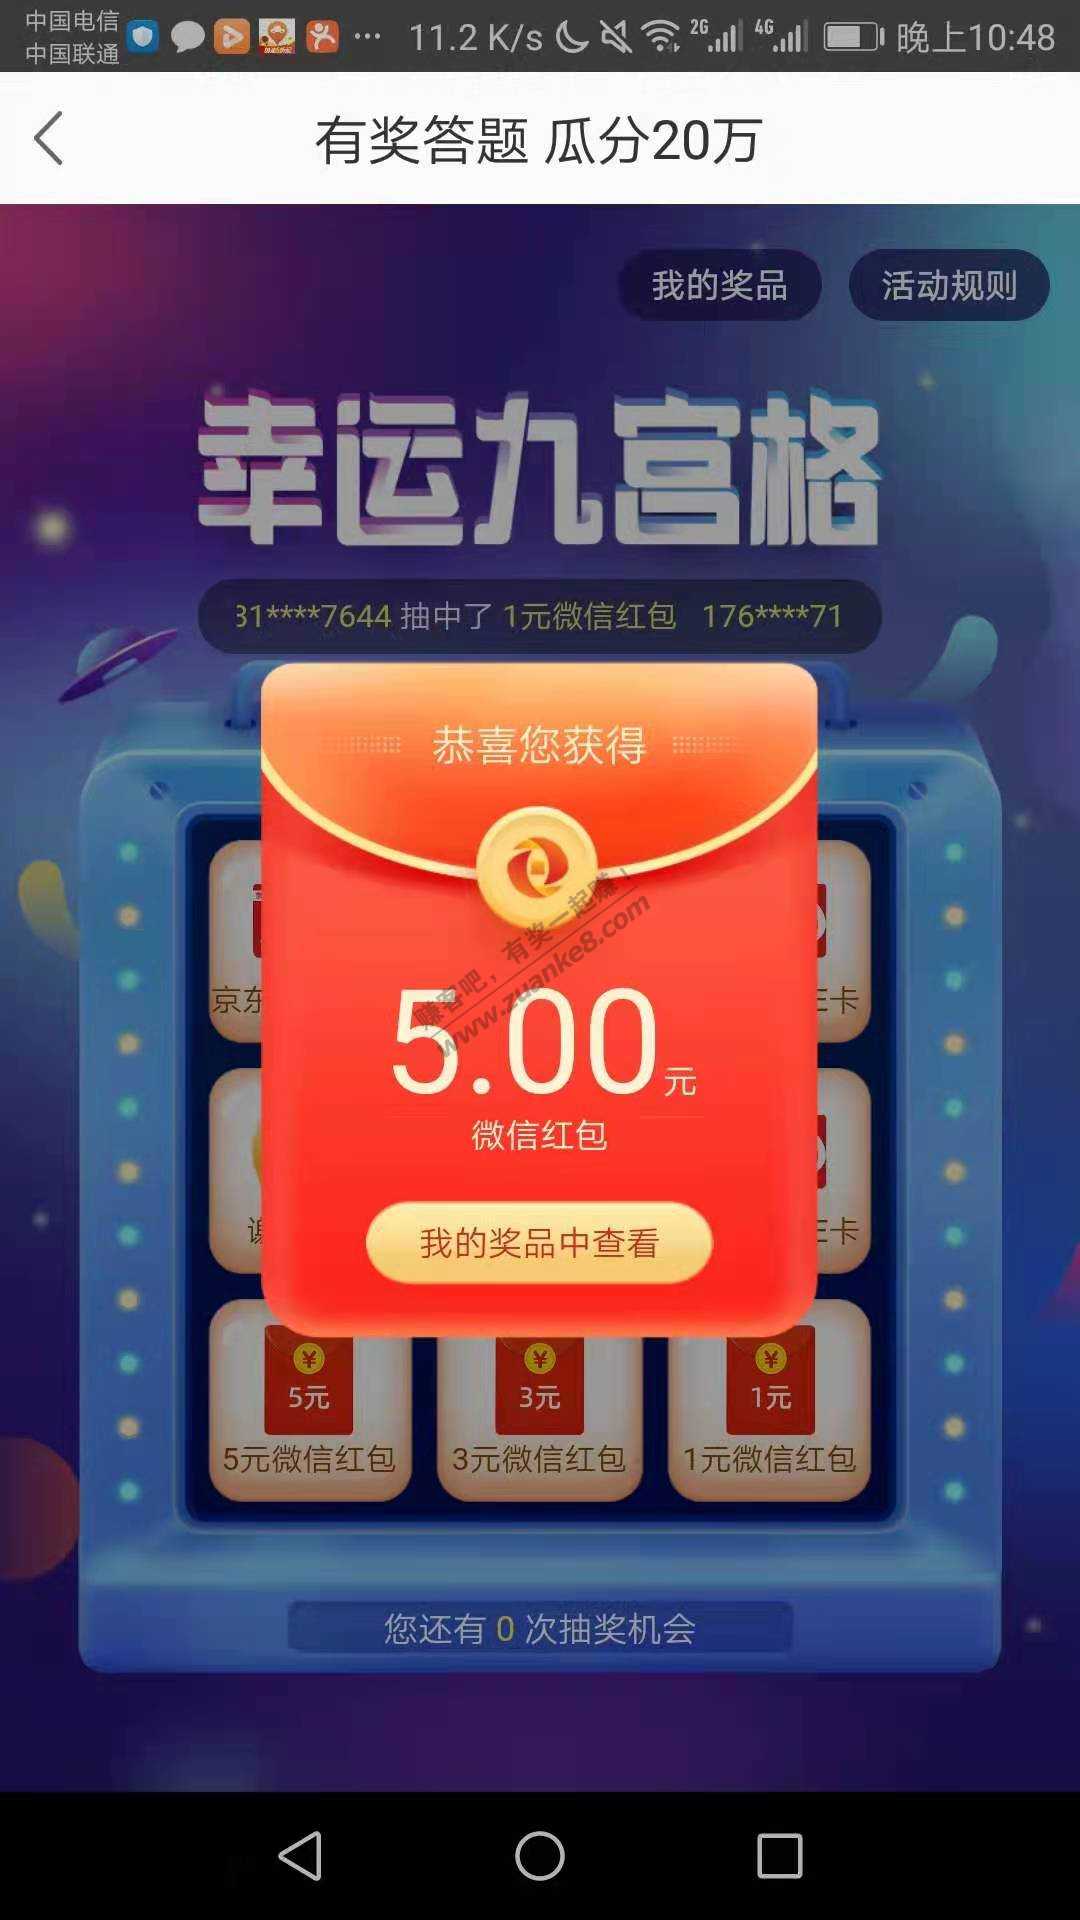 中国电信
中国联通
11.2 K/s
2G
4G
晚上10:48
有奖答题 瓜分20万
我的奖品
活动规则
幸运九宫格
31****7644 抽中了 1元微信红包 176****71
恭喜您获得
赚客吧，有奖一起赚！
www.zuanke8.com
5.00元
微信红包
我的奖品中查看
京东
E卡
谢
E卡
¥
5元
5元微信红包
¥
3元
3元微信红包
¥
1元
1元微信红包
您还有 0 次抽奖机会